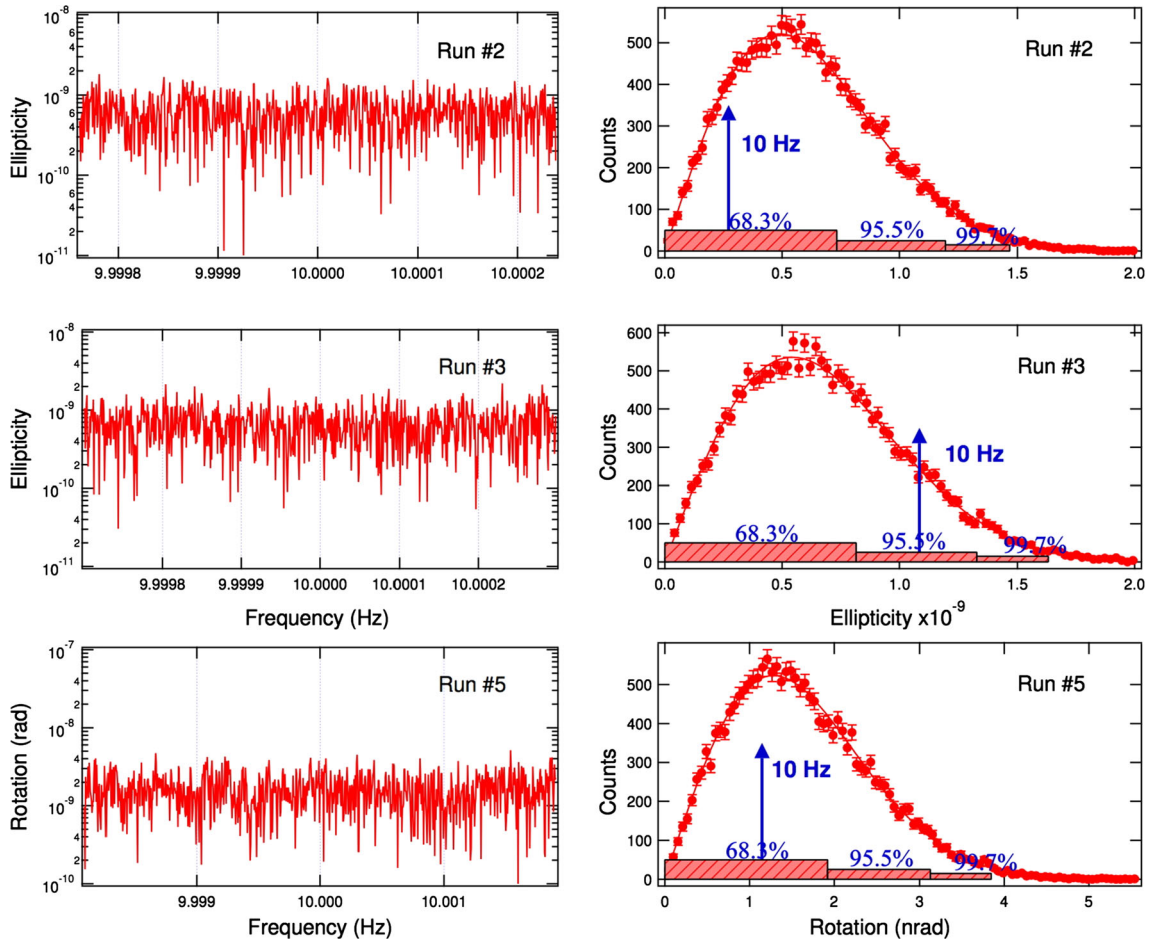 10⁻⁸
6
4
2
10⁻⁹
6
4
2
10⁻¹⁰
6
4
2
10⁻¹¹
Ellipticity
Run #2
9.9998 9.9999 10.0000 10.0001 10.0002
500
400
300
200
100
0
Counts
Run #2
10 Hz
68.3% 95.5% 99.7%
0.0 0.5 1.0 1.5 2.0
10⁻⁸
6
4
2
10⁻⁹
6
4
2
10⁻¹⁰
6
4
2
10⁻¹¹
Ellipticity
Run #3
9.9998 9.9999 10.0000 10.0001 10.0002
Frequency (Hz)
600
500
400
300
200
100
0
Counts
Run #3
10 Hz
68.3% 95.5% 99.7%
0.0 0.5 1.0 1.5 2.0
Ellipticity x10⁻⁹
10⁻⁷
6
4
2
10⁻⁸
6
4
2
10⁻⁹
6
4
2
10⁻¹⁰
Rotation (rad)
Run #5
9.999 10.000 10.001
Frequency (Hz)
500
400
300
200
100
0
Counts
Run #5
10 Hz
68.3% 95.5% 99.7%
0 1 2 3 4 5
Rotation (nrad)